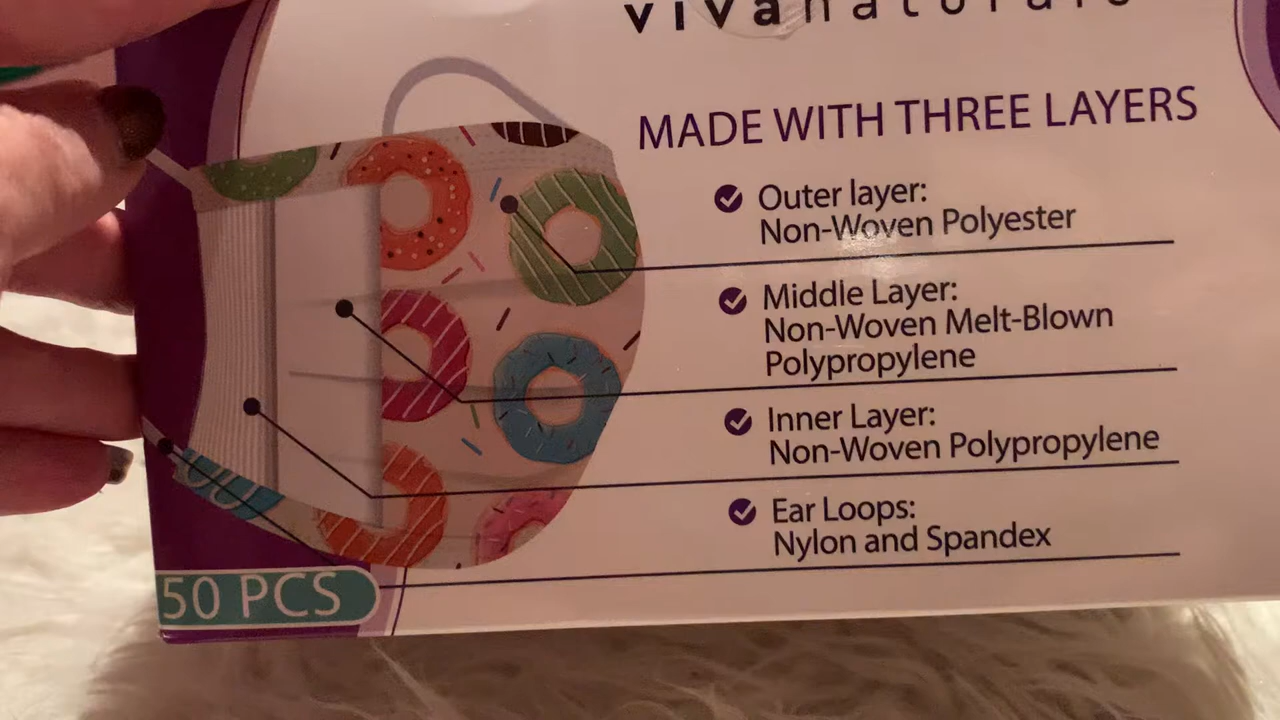 vivanaturals
MADE WITH THREE LAYERS
Outer layer:
Non-Woven Polyester
Middle Layer:
Non-Woven Melt-Blown
Polypropylene
Inner Layer:
Non-Woven Polypropylene
Ear Loops:
Nylon and Spandex
50 PCS